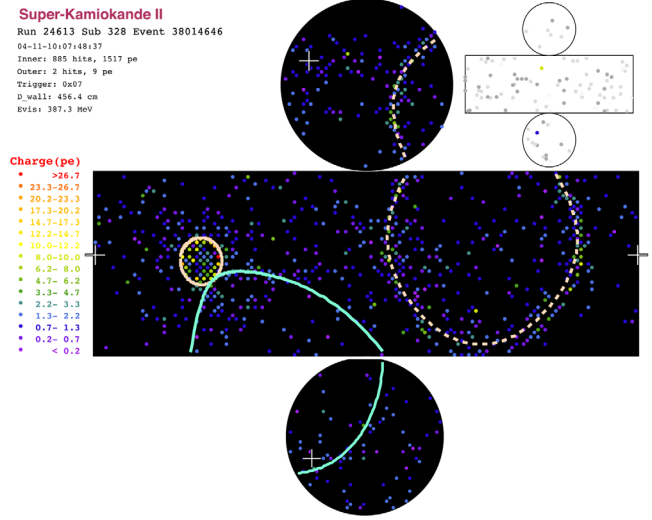 Super-Kamiokande II
Run 24613 Sub 328 Event 38014646
04-11-10:07:48:37
Inner: 885 hits, 1517 pe
Outer: 2 hits, 9 pe
Trigger: 0x07
D_wall: 456.4 cm
Evis: 387.3 MeV
Charge(pe)
>26.7
23.3-26.7
20.2-23.3
17.3-20.2
14.7-17.3
12.2-14.7
10.0-12.2
8.0-10.0
6.2- 8.0
4.7- 6.2
3.3- 4.7
2.2- 3.3
1.3- 2.2
0.7- 1.3
0.2- 0.7
< 0.2